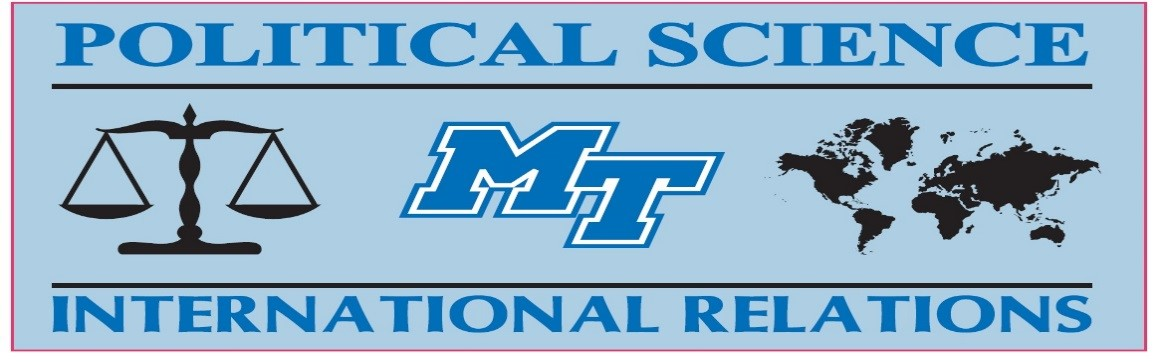 POLITICAL SCIENCE
MT
INTERNATIONAL RELATIONS